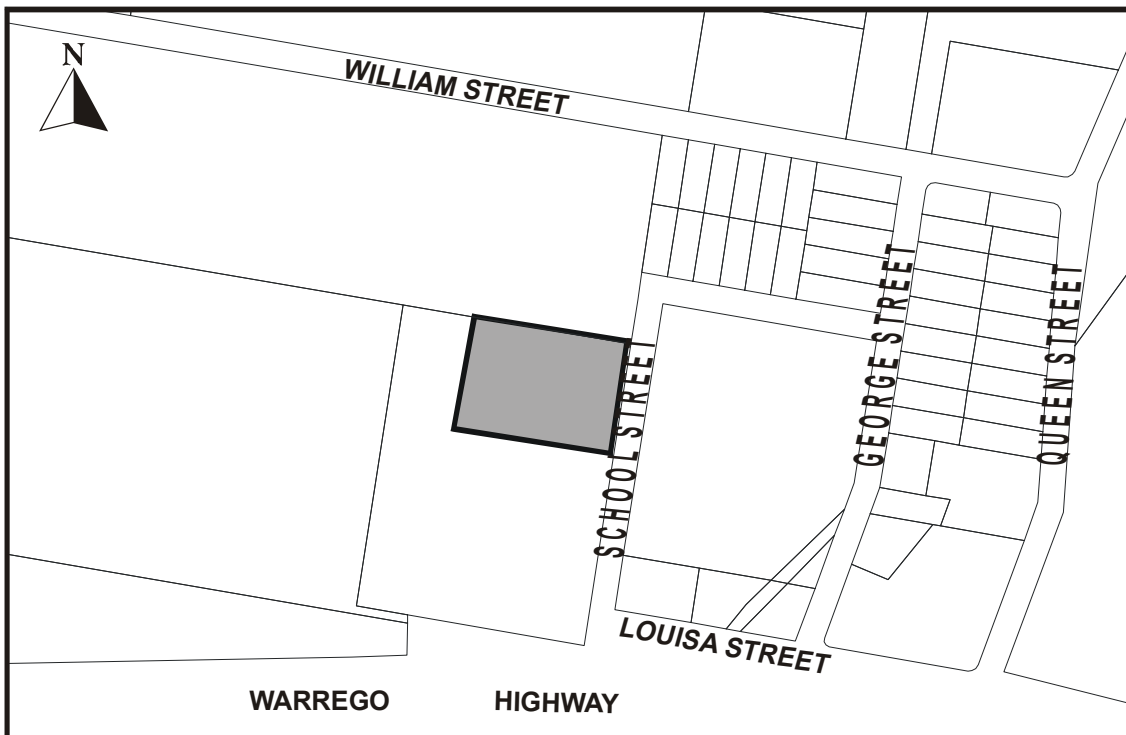 N
WILLIAM STREET
SCHOOL STREET
GEORGE STREET
QUEEN STREET
LOUISA STREET
WARREGO HIGHWAY